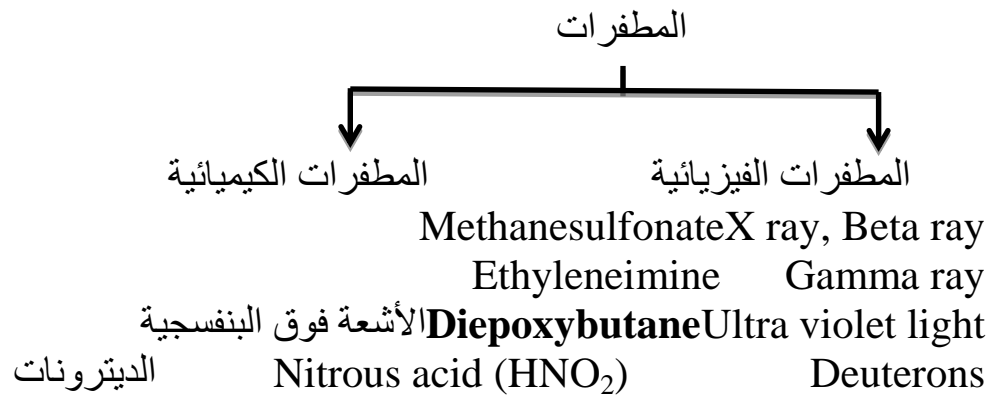 المطفرات
المطفرات الفيزيائية المطفرات الكيميائية
MethanesulfonateX ray, Beta ray
Ethyleneimine Gamma ray
الأشعة فوق البنفسجيةDiepoxybutaneUltra violet light
الديترونات Nitrous acid (HNO₂) Deuterons